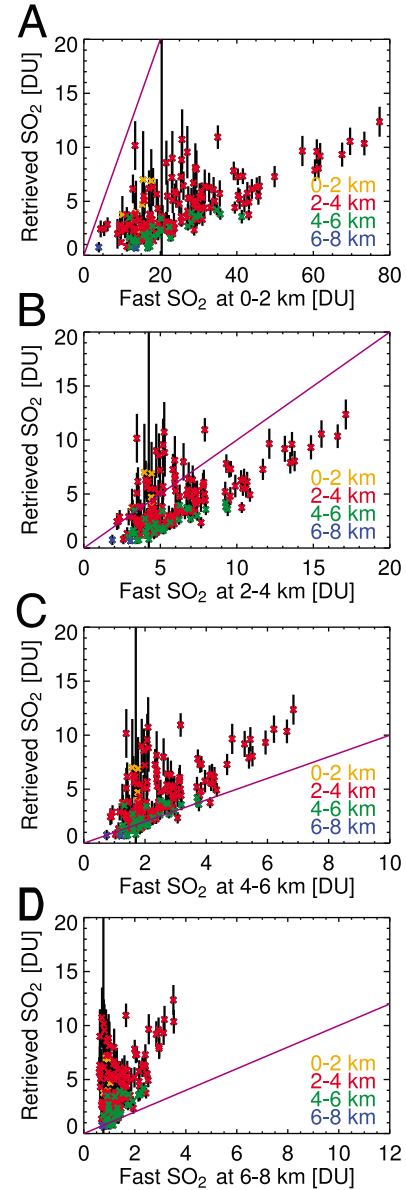 A
Retrieved SO2 [DU]
20
15
10
5
0
0-2 km
2-4 km
4-6 km
6-8 km
0 20 40 60 80
Fast SO2 at 0-2 km [DU]
B
Retrieved SO2 [DU]
20
15
10
5
0
0-2 km
2-4 km
4-6 km
6-8 km
0 5 10 15 20
Fast SO2 at 2-4 km [DU]
C
Retrieved SO2 [DU]
20
15
10
5
0
0-2 km
2-4 km
4-6 km
6-8 km
0 2 4 6 8 10
Fast SO2 at 4-6 km [DU]
D
Retrieved SO2 [DU]
20
15
10
5
0
0-2 km
2-4 km
4-6 km
6-8 km
0 2 4 6 8 10 12
Fast SO2 at 6-8 km [DU]